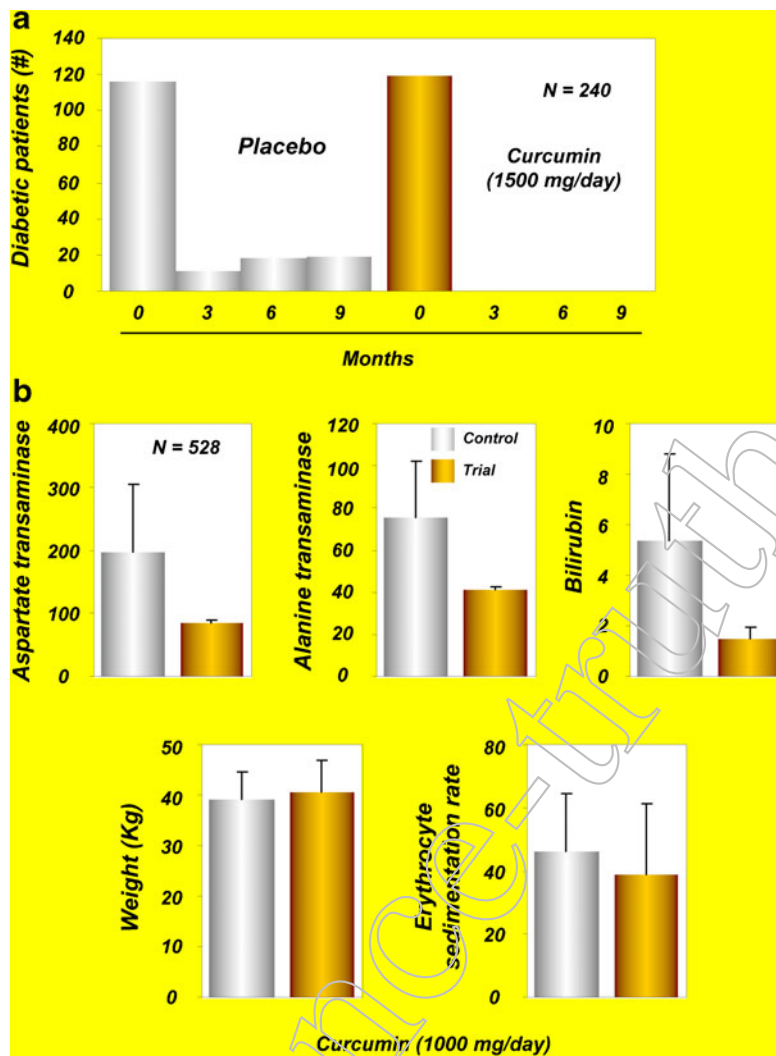 a
Diabetic patients (#)
140
120
100
80
60
40
20
0
N = 240
Placebo
Curcumin
(1500 mg/day)
0 3 6 9 0 3 6 9
Months
b
Aspartate transaminase
400
300
200
100
0
N = 528
Alanine transaminase
120
100
80
60
40
20
0
Control
Trial
Bilirubin
10
8
6
4
2
0
Weight (Kg)
50
40
30
20
10
0
Erythrocyte
sedimentation rate
80
60
40
20
0
Curcumin (1000 mg/day)
nce-truth